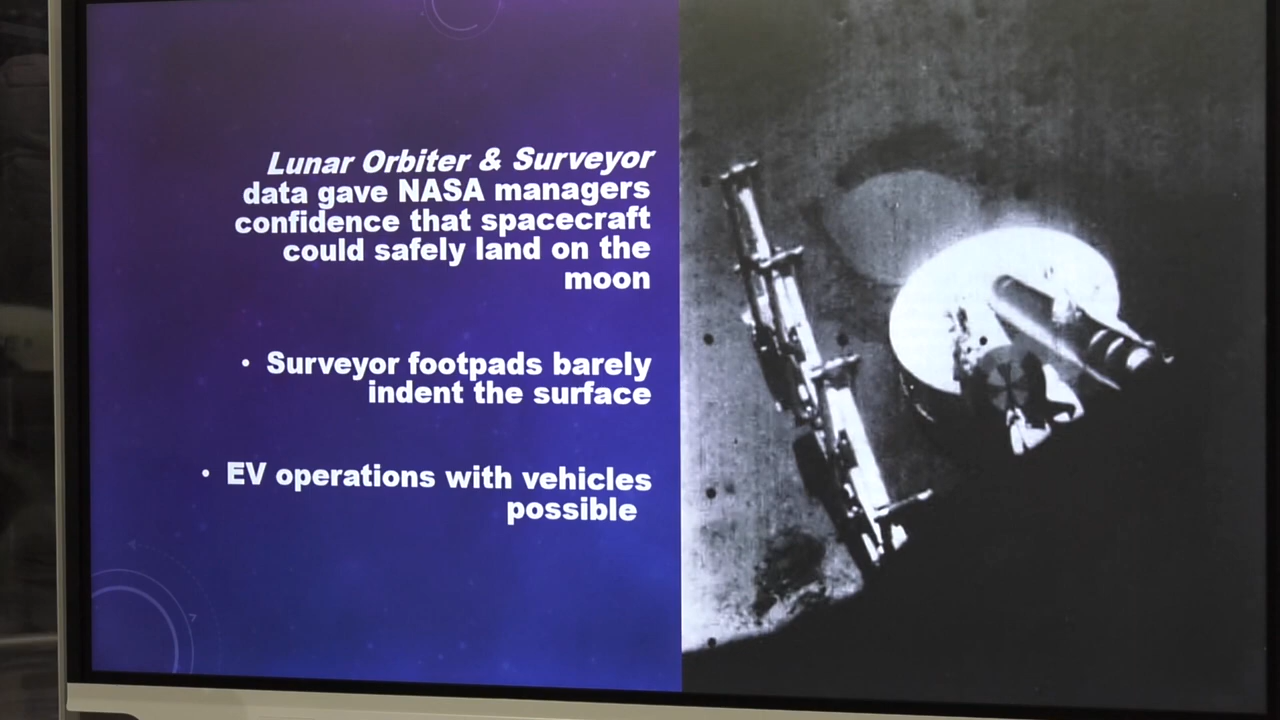 Lunar Orbiter & Surveyor
data gave NASA managers
confidence that spacecraft
could safely land on the
moon
• Surveyor footpads barely
indent the surface
• EV operations with vehicles
possible